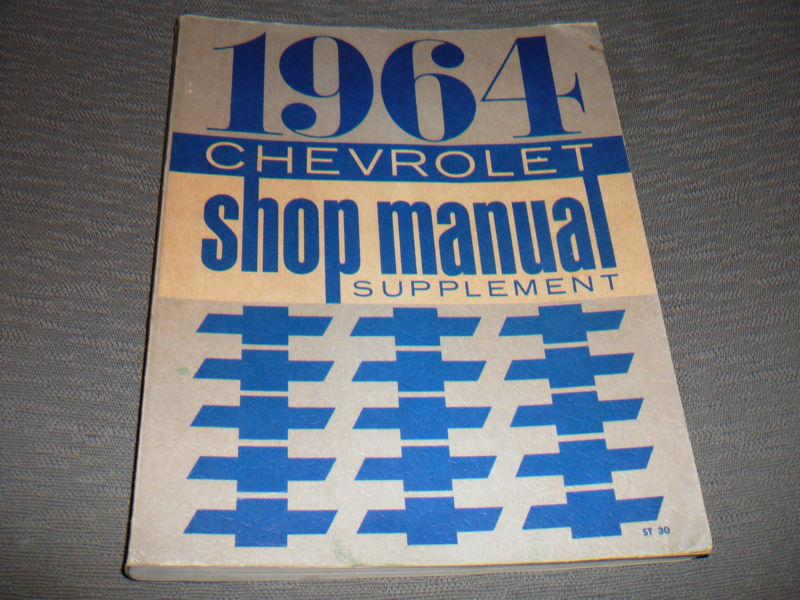 1964
CHEVROLET
shop manual
SUPPLEMENT
ST 30